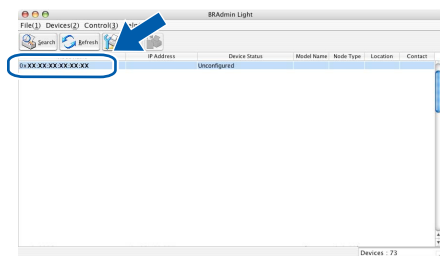 BRAdmin Light
File(1) Devices(2) Control(3)
Search Refresh
IP Address Device Status Model Name Node Type Location Contact
0x XX:XX:XX:XX:XX:XX Unconfigured
Devices : 73